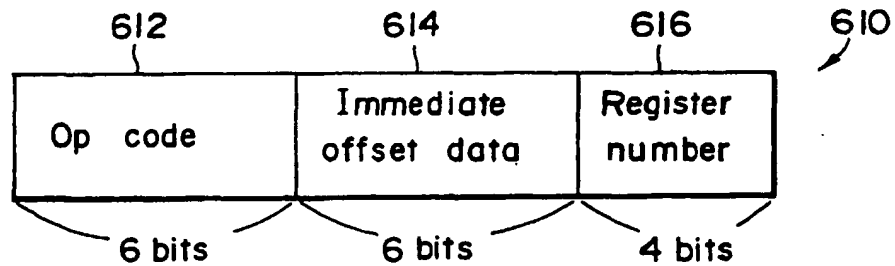 612 614 616 610
Op code
Immediate offset data
Register number
6 bits 6 bits 4 bits